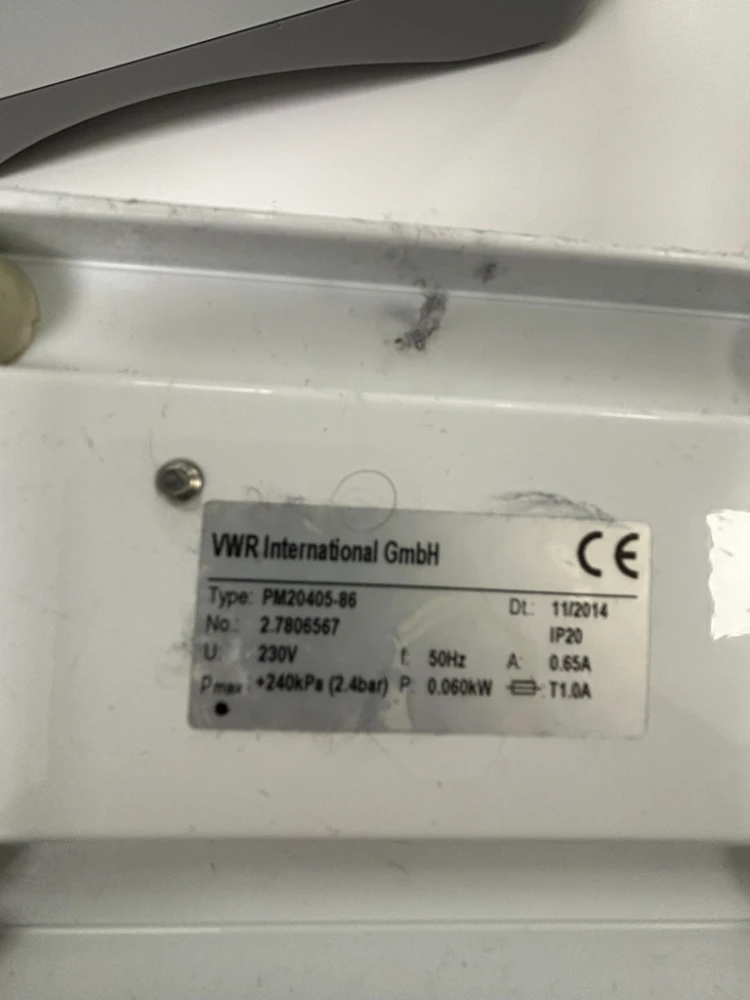 VWR International GmbH CE
Type: PM20405-86 Dt.: 11/2014
No.: 2.7806567 IP20
U: 230V f: 50Hz A: 0.65A
Pmax: +240kPa (2.4bar) P: 0.060kW T1.0A